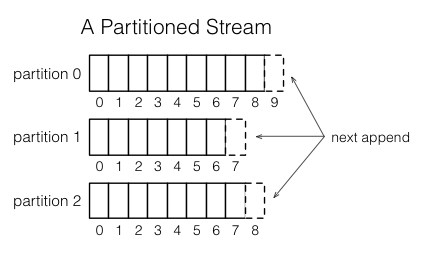 A Partitioned Stream
partition 0
0 1 2 3 4 5 6 7 8 9
partition 1
0 1 2 3 4 5 6 7
next append
partition 2
0 1 2 3 4 5 6 7 8